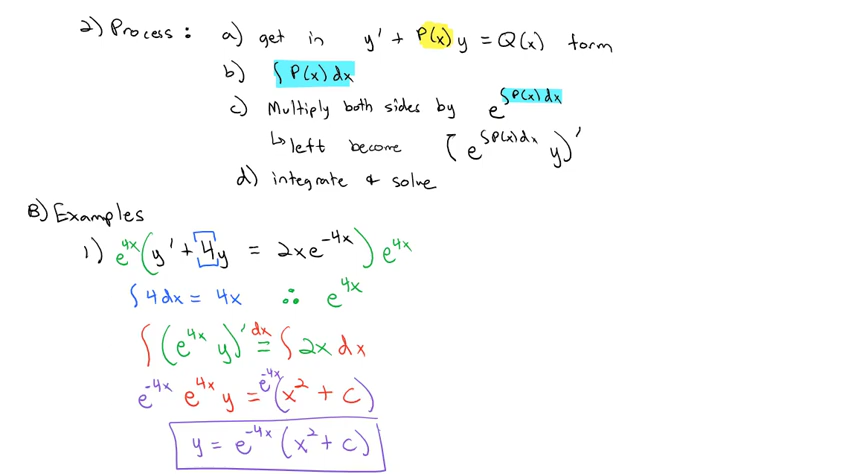 2) Process : a) get in y' + P(x) y = Q(x) form
b) ∫ P(x) dx
c) Multiply both sides by e^{∫P(x) dx}
↳ left become (e^{∫P(x) dx} y)'
d) integrate & solve
B) Examples
1) e^{4x} (y' + 4y = 2xe^{-4x}) e^{4x}
∫ 4 dx = 4x ∴ e^{4x}
∫ (e^{4x} y)' dx = ∫ 2x dx
e^{-4x} e^{4x} y = e^{-4x} (x² + c)
y = e^{-4x} (x² + c)